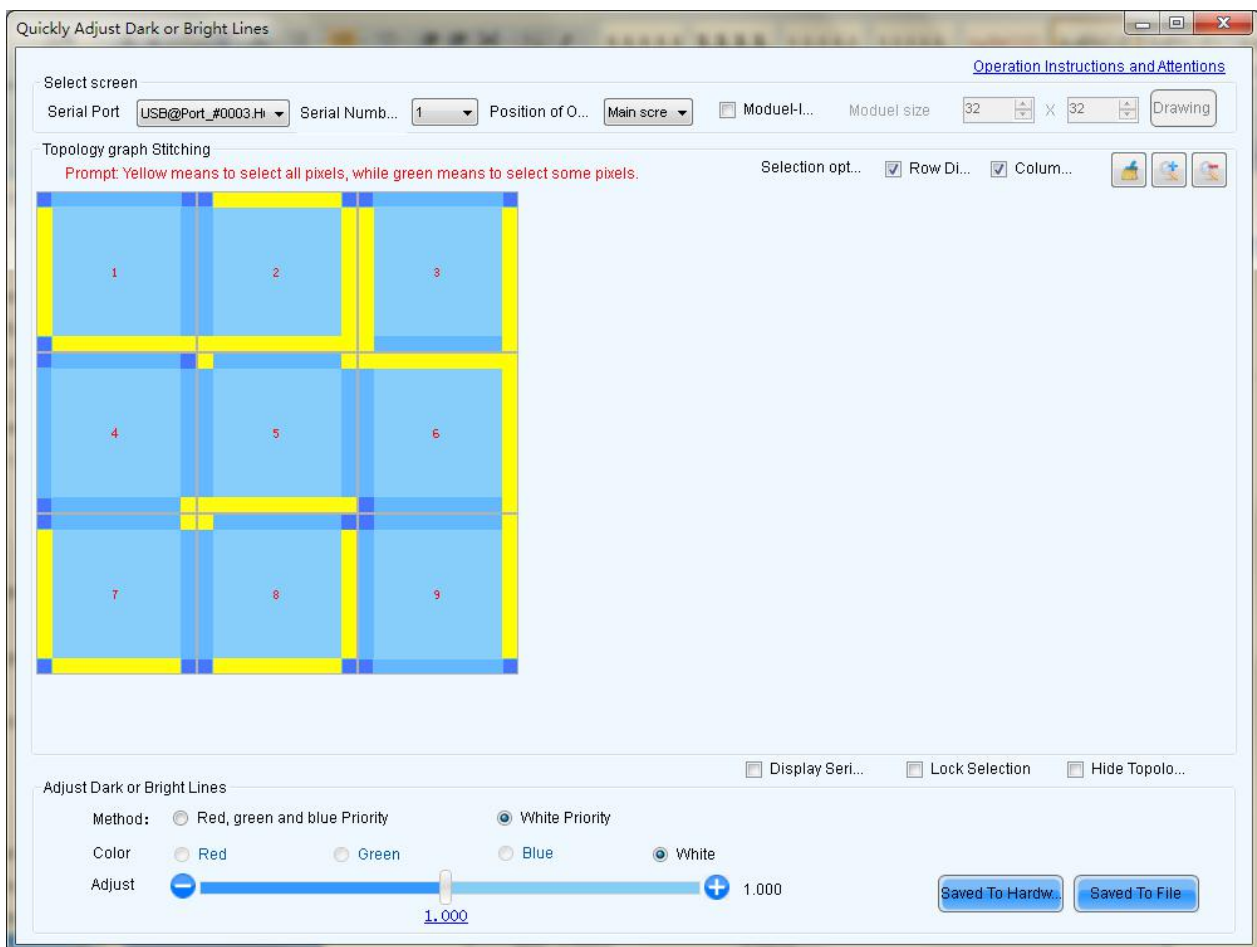 Quickly Adjust Dark or Bright Lines
Operation Instructions and Attentions
Select screen
Serial Port USB@Port_#0003.H Serial Numb... 1 Position of O... Main scre Moduel-I... Moduel size 32 X 32 Drawing
Topology graph Stitching
Prompt: Yellow means to select all pixels, while green means to select some pixels.
Selection opt... Row Di... Colum...
1 2 3
4 5 6
7 8 9
Display Seri... Lock Selection Hide Topolo...
Adjust Dark or Bright Lines
Method: Red, green and blue Priority White Priority
Color Red Green Blue White
Adjust 1.000
1.000
Saved To Hardw... Saved To File